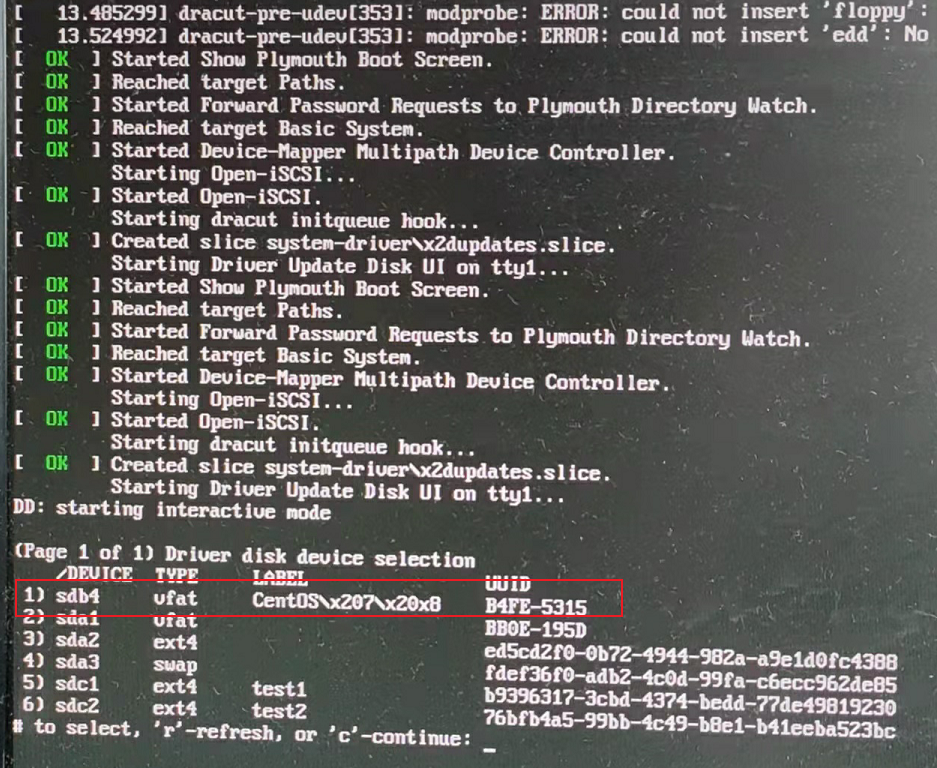 [   13.485299] dracut-pre-udev[353]: modprobe: ERROR: could not insert 'floppy':
[   13.524992] dracut-pre-udev[353]: modprobe: ERROR: could not insert 'edd': No
[  OK  ] Started Show Plymouth Boot Screen.
[  OK  ] Reached target Paths.
[  OK  ] Started Forward Password Requests to Plymouth Directory Watch.
[  OK  ] Reached target Basic System.
[  OK  ] Started Device-Mapper Multipath Device Controller.
Starting Open-iSCSI...
[  OK  ] Started Open-iSCSI.
Starting dracut initqueue hook...
[  OK  ] Created slice system-driver\x2dupdates.slice.
Starting Driver Update Disk UI on tty1...
[  OK  ] Started Show Plymouth Boot Screen.
[  OK  ] Reached target Paths.
[  OK  ] Started Forward Password Requests to Plymouth Directory Watch.
[  OK  ] Reached target Basic System.
[  OK  ] Started Device-Mapper Multipath Device Controller.
Starting Open-iSCSI...
[  OK  ] Started Open-iSCSI.
Starting dracut initqueue hook...
[  OK  ] Created slice system-driver\x2dupdates.slice.
Starting Driver Update Disk UI on tty1...
DD: starting interactive mode
(Page 1 of 1) Driver disk device selection
/DEVICE TYPE LABEL UUID
1) sdb4 vfat CentOS\x207\x20x8 B4FE-5315
2) sda1 vfat BB0E-195D
3) sda2 ext4 ed5cd2f0-0b72-4944-982a-a9e1d0fc4388
4) sda3 swap fdef36f0-adb2-4c0d-99fa-c6ecc962de85
5) sdc1 ext4 test1 b9396317-3cbd-4374-bedd-77de49819230
6) sdc2 ext4 test2 76bfb4a5-99bb-4c49-b8e1-b41eeba523bc
# to select, 'r'-refresh, or 'c'-continue: _